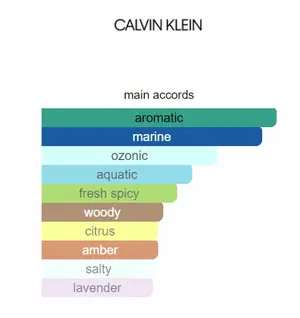 CALVIN KLEIN
main accords
aromatic
marine
ozonic
aquatic
fresh spicy
woody
citrus
amber
salty
lavender